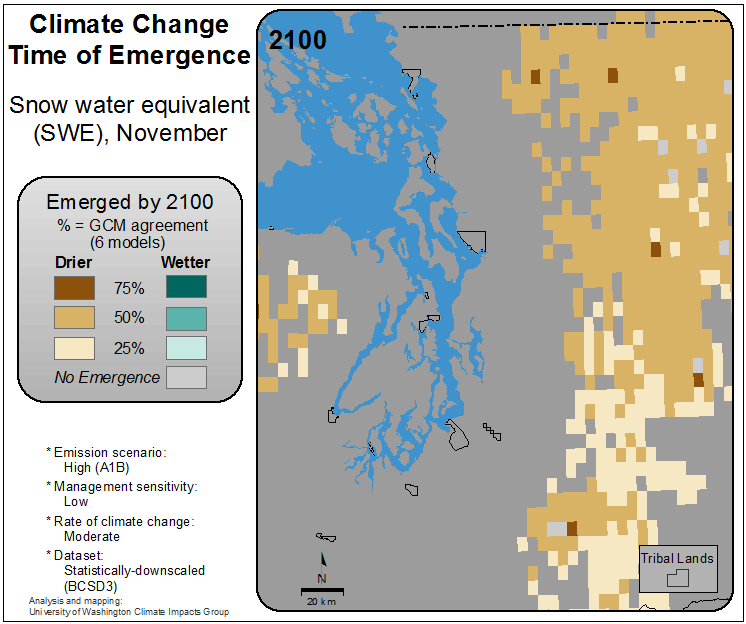 Climate Change
Time of Emergence
Snow water equivalent
(SWE), November
Emerged by 2100
% = GCM agreement
(6 models)
Drier Wetter
75%
50%
25%
No Emergence
* Emission scenario:
High (A1B)
* Management sensitivity:
Low
* Rate of climate change:
Moderate
* Dataset:
Statistically-downscaled
(BCSD3)
Analysis and mapping:
University of Washington Climate Impacts Group
2100
N
20 km
Tribal Lands